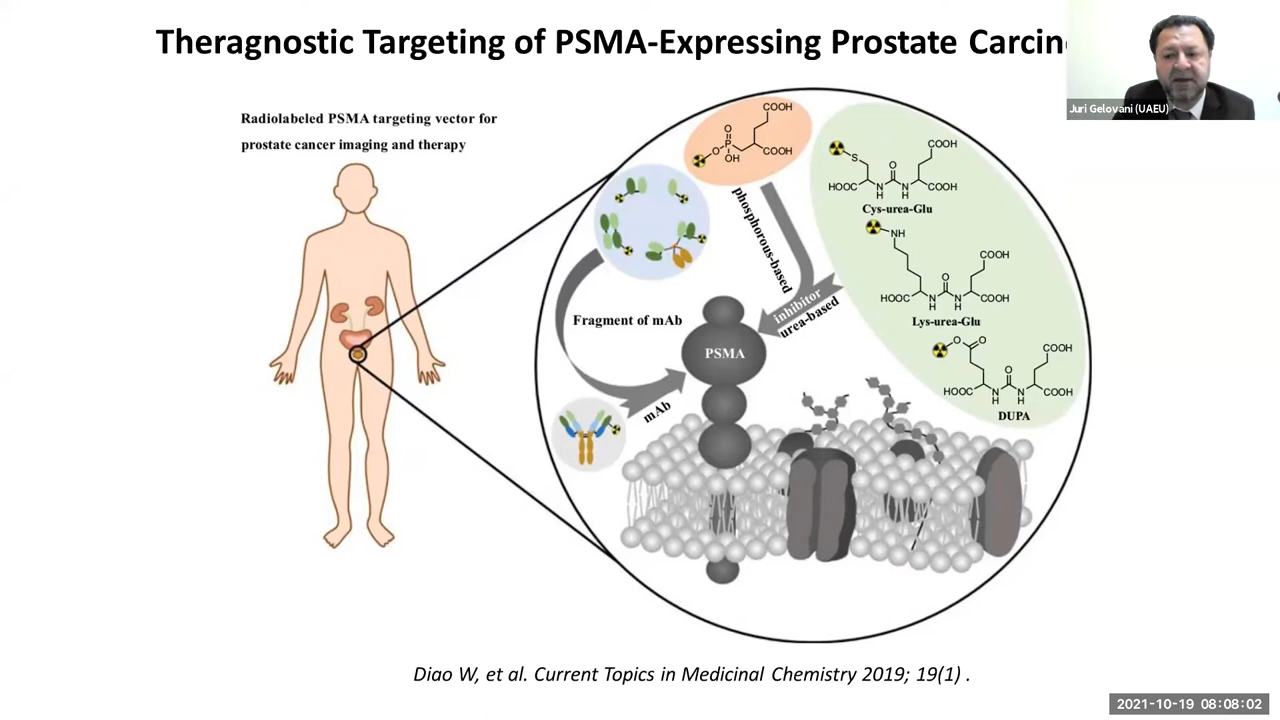 Theragnostic Targeting of PSMA-Expressing Prostate
Juri Gelovani (UAEU)
Radiolabeled PSMA targeting vector for
prostate cancer imaging and therapy
COOH
O
O
P
OH
COOH
phosphorous-based
inhibitor
urea-based
S
COOH
O
HOOC
N
H
N
H
COOH
Cys-urea-Glu
NH
COOH
O
HOOC
N
H
N
H
COOH
Lys-urea-Glu
O
O
COOH
O
HOOC
N
H
N
H
COOH
DUPA
Fragment of mAb
mAb
PSMA
Diao W, et al. Current Topics in Medicinal Chemistry 2019; 19(1) .
2021-10-19 08:08:02